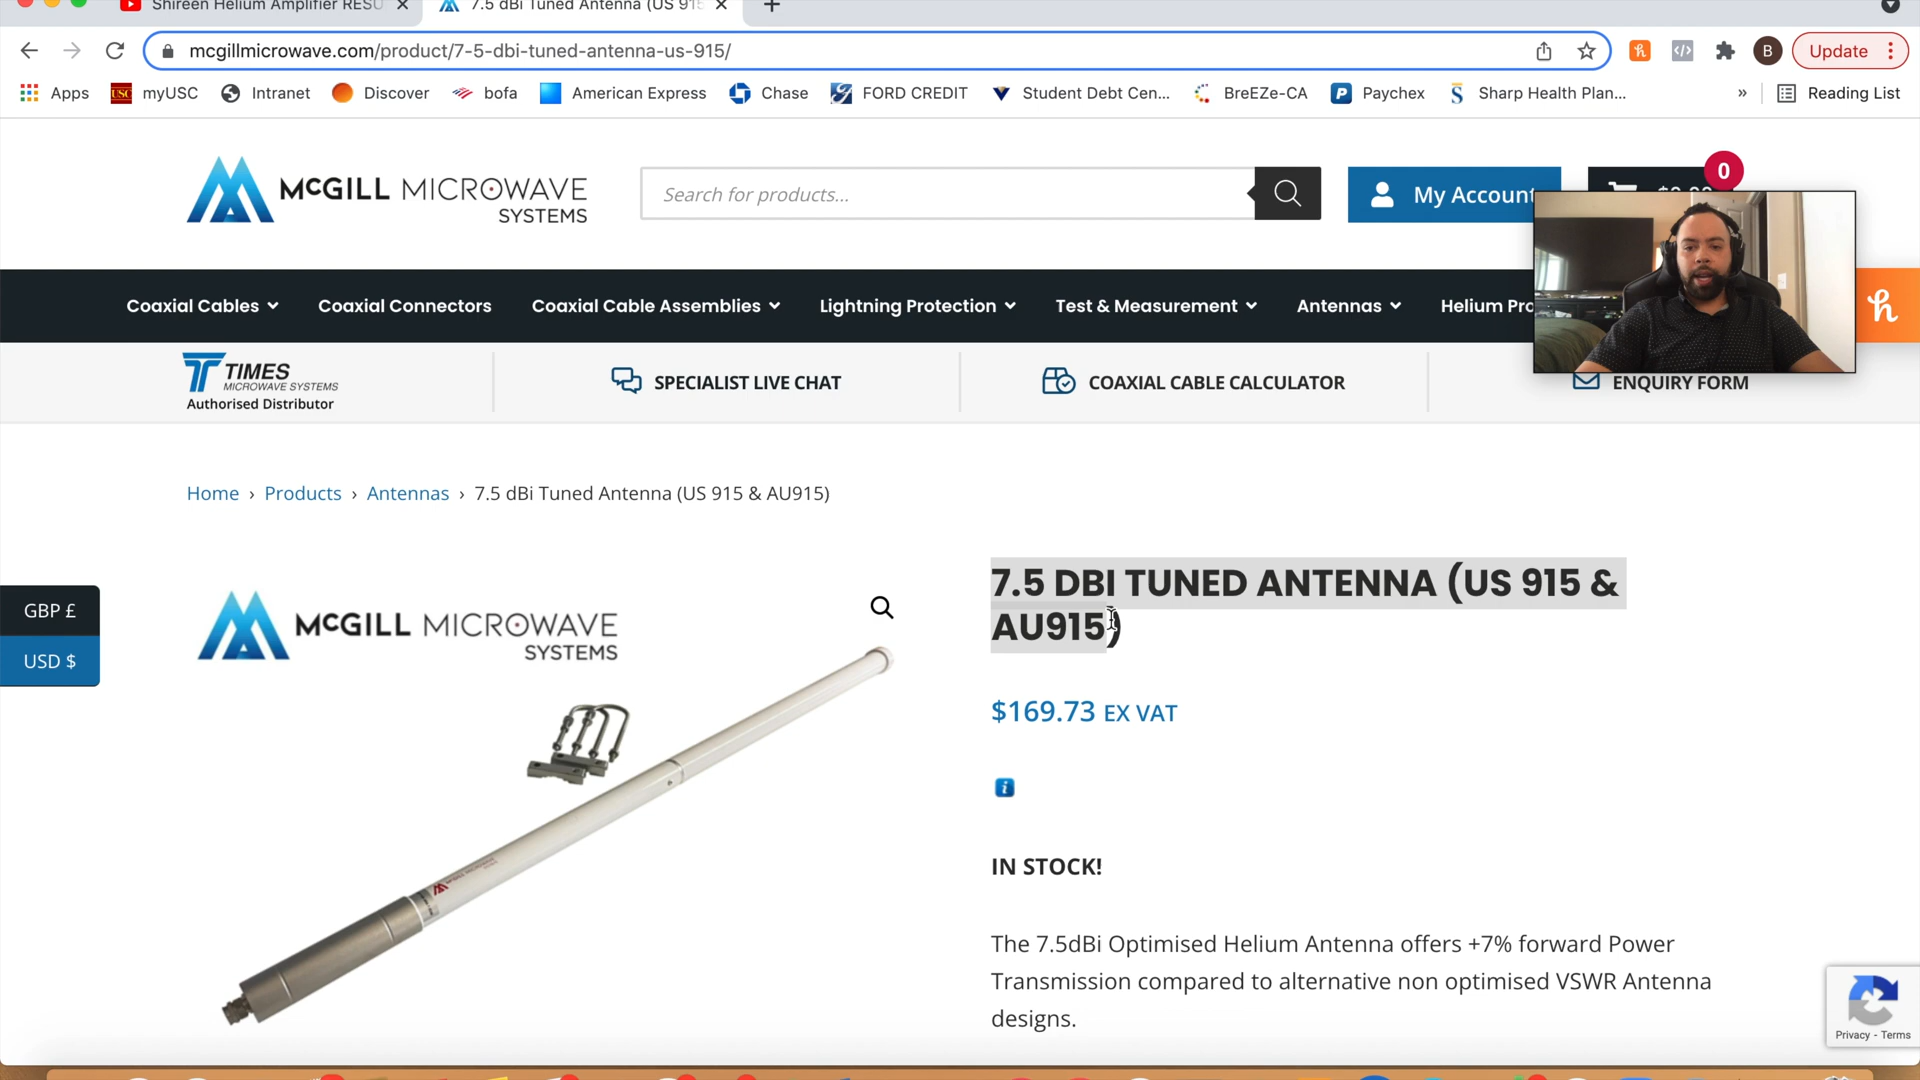 Shireen Helium Amplifier RESU
7.5 dBi Tuned Antenna (US 915
mcgillmicrowave.com/product/7-5-dbi-tuned-antenna-us-915/
B
Update
Apps
USC
myUSC
Intranet
Discover
bofa
American Express
Chase
FORD CREDIT
Student Debt Cen...
BreEZe-CA
Paychex
Sharp Health Plan...
»
Reading List
McGILL MICROWAVE
SYSTEMS
Search for products...
My Account
0
Coaxial Cables
Coaxial Connectors
Coaxial Cable Assemblies
Lightning Protection
Test & Measurement
Antennas
Helium Pro
TIMES
MICROWAVE SYSTEMS
Authorised Distributor
SPECIALIST LIVE CHAT
COAXIAL CABLE CALCULATOR
ENQUIRY FORM
Home › Products › Antennas › 7.5 dBi Tuned Antenna (US 915 & AU915)
GBP £
USD $
McGILL MICROWAVE
SYSTEMS
7.5 DBI TUNED ANTENNA (US 915 &
AU915)
$169.73 EX VAT
IN STOCK!
The 7.5dBi Optimised Helium Antenna offers +7% forward Power
Transmission compared to alternative non optimised VSWR Antenna
designs.
Privacy - Terms